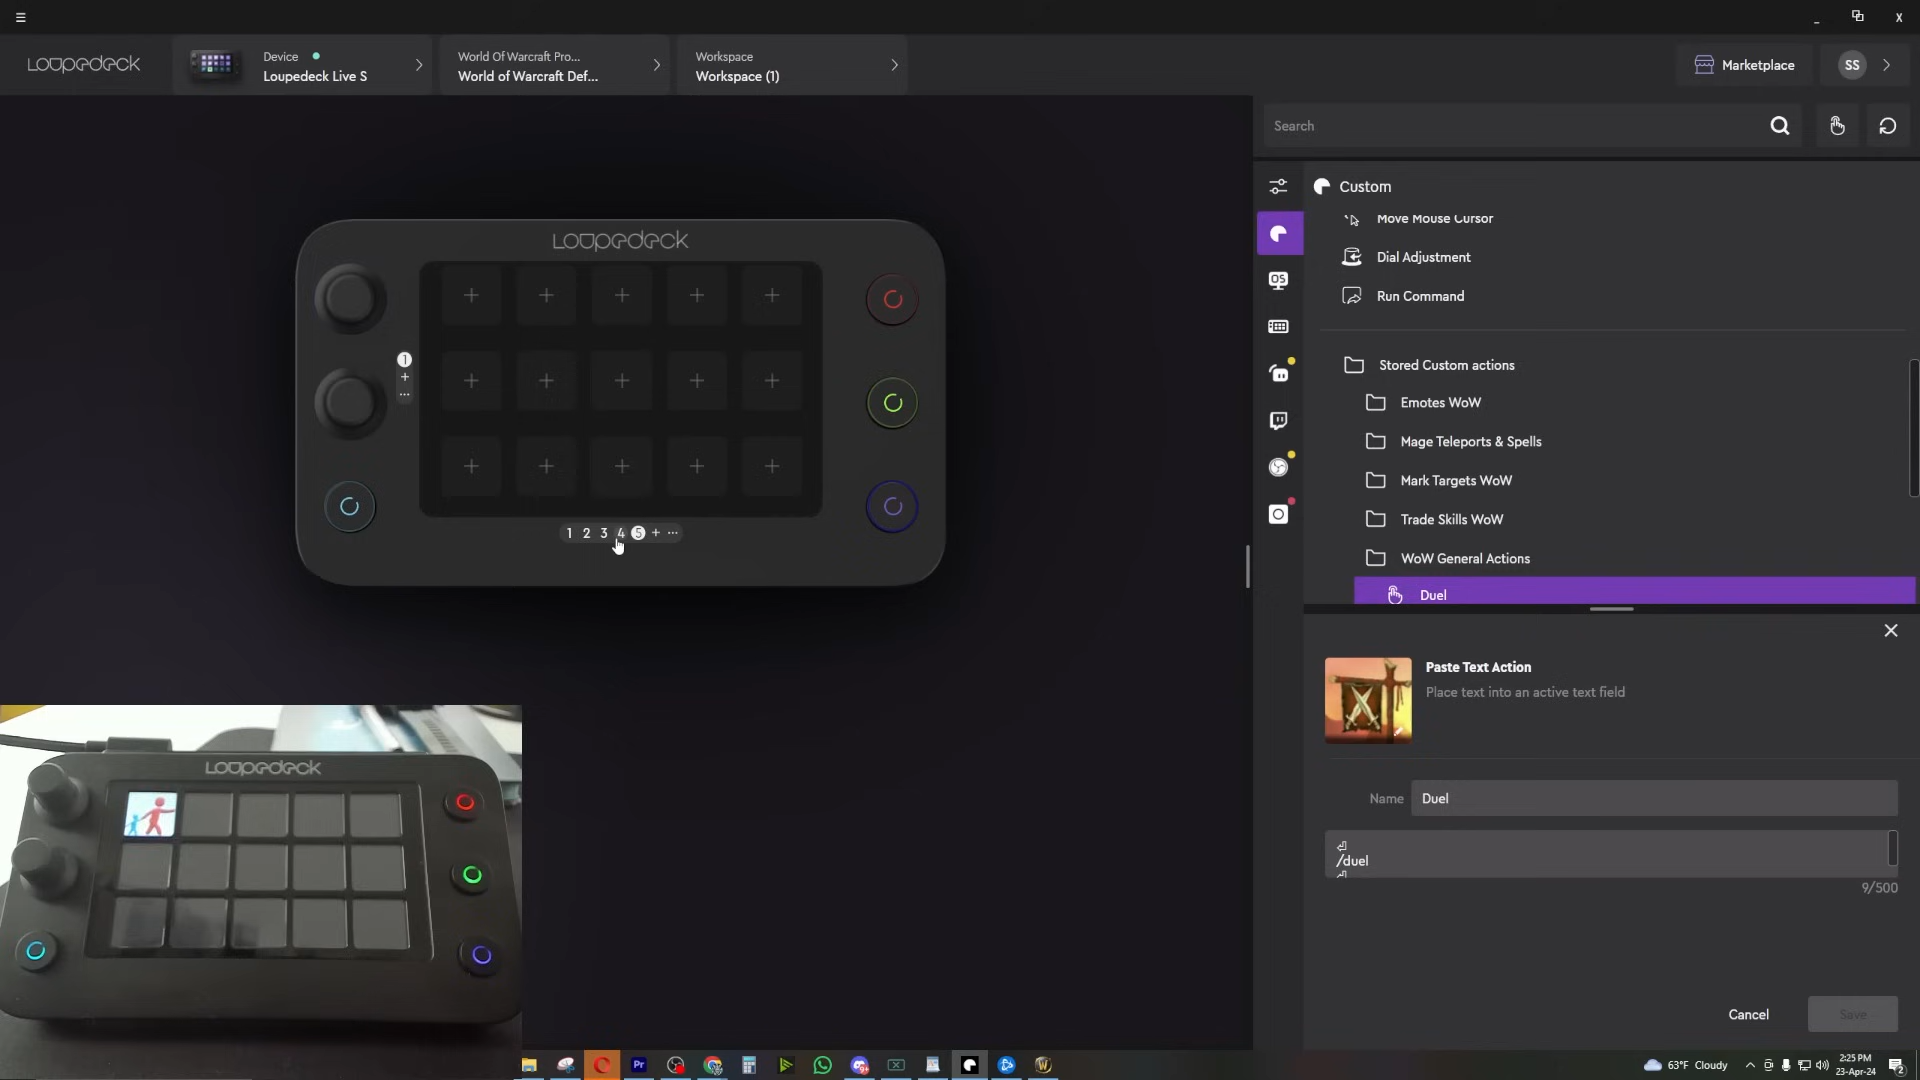 Loupedeck
Device
Loupedeck Live S
World Of Warcraft Pro...
World of Warcraft Def...
Workspace
Workspace (1)
Marketplace
SS
Search
Custom
Move Mouse Cursor
Dial Adjustment
Run Command
Stored Custom actions
Emotes WoW
Mage Teleports & Spells
Mark Targets WoW
Trade Skills WoW
WoW General Actions
Duel
Loupedeck
1
+
...
1 2 3 4 5 + ...
Paste Text Action
Place text into an active text field
Name
Duel
/duel
9/500
Cancel
Save
Loupedeck
63°F Cloudy
2:25 PM
23-Apr-24